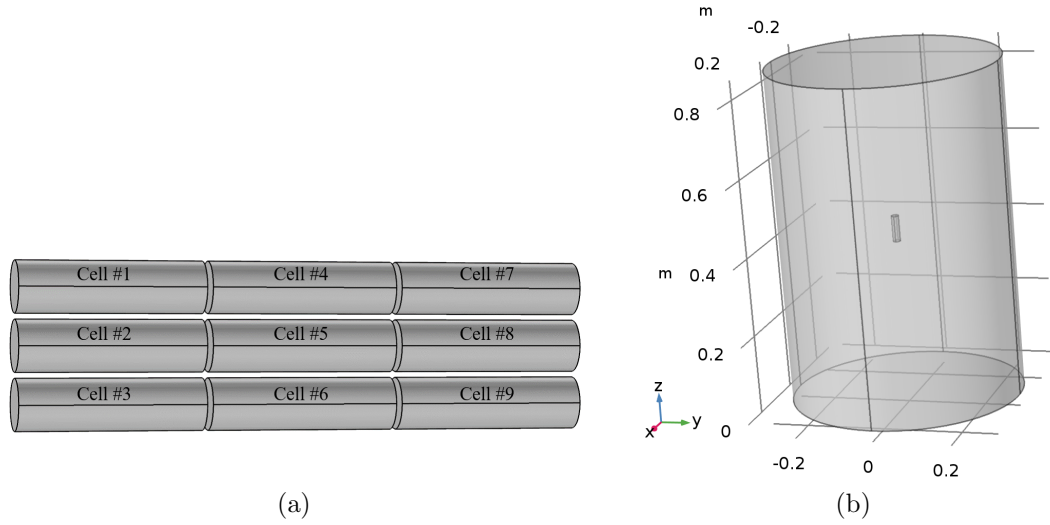 Cell #1 Cell #4 Cell #7
Cell #2 Cell #5 Cell #8
Cell #3 Cell #6 Cell #9
(a)
m
-0.2
0.2
0.8
0.6
m 0.4
0.2
0
z
y
x
-0.2 0 0.2
(b)